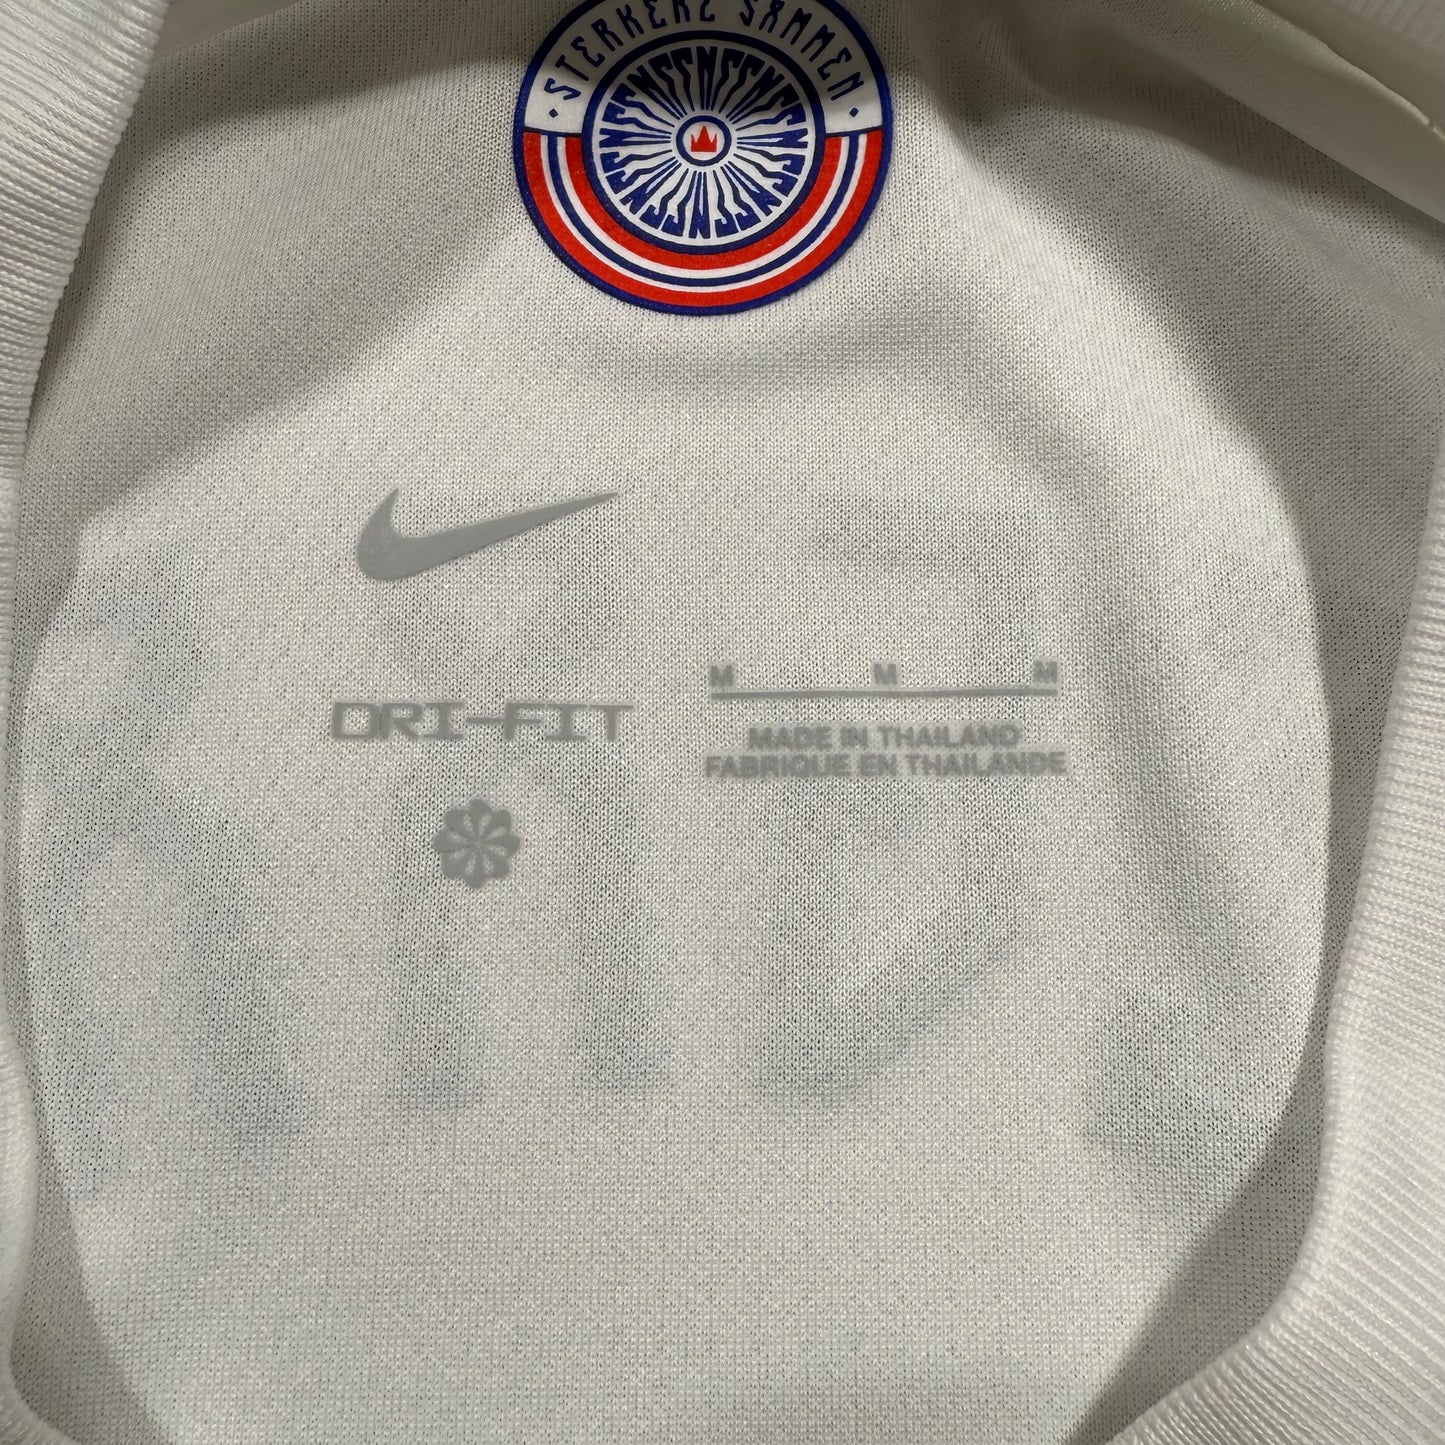 STERKERE SAMMEN
DRI-FIT
M M M
MADE IN THAILAND
FABRIQUE EN THAILANDE